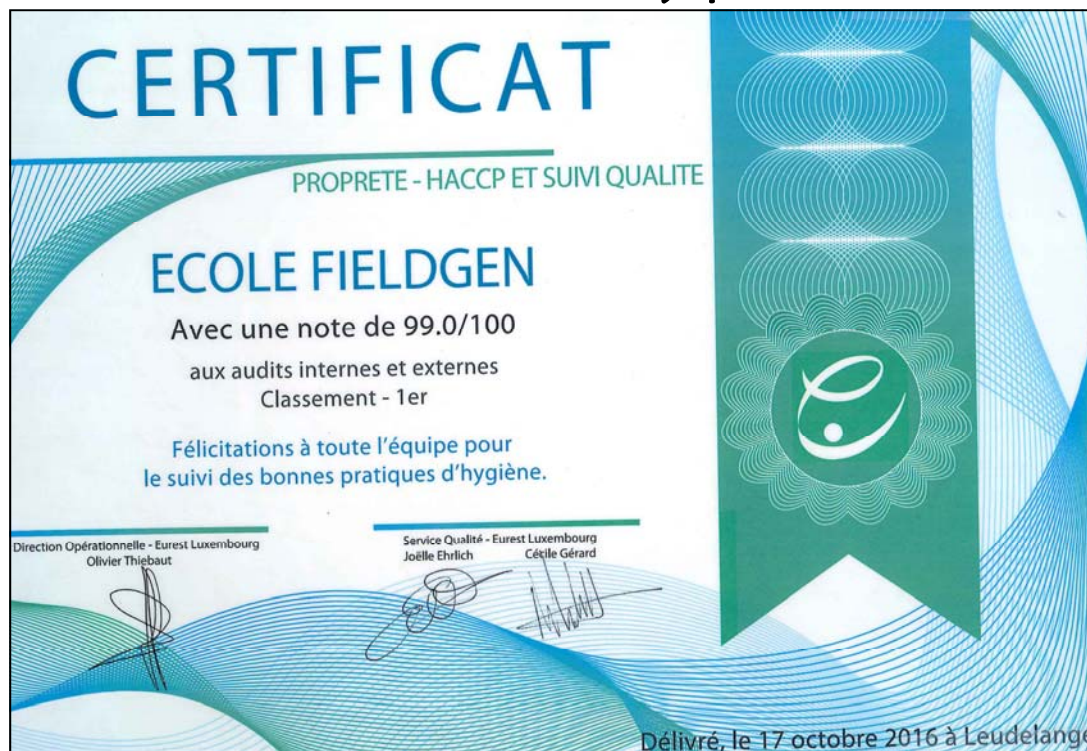 CERTIFICAT
PROPRETE - HACCP ET SUIVI QUALITE
ECOLE FIELDGEN
Avec une note de 99.0/100
aux audits internes et externes
Classement - 1er
Félicitations à toute l'équipe pour
le suivi des bonnes pratiques d'hygiène.
Direction Opérationnelle - Eurest Luxembourg
Olivier Thiebaut
Service Qualité - Eurest Luxembourg
Joëlle Ehrlich Cécile Gérard
Délivré, le 17 octobre 2016 à Leudelange